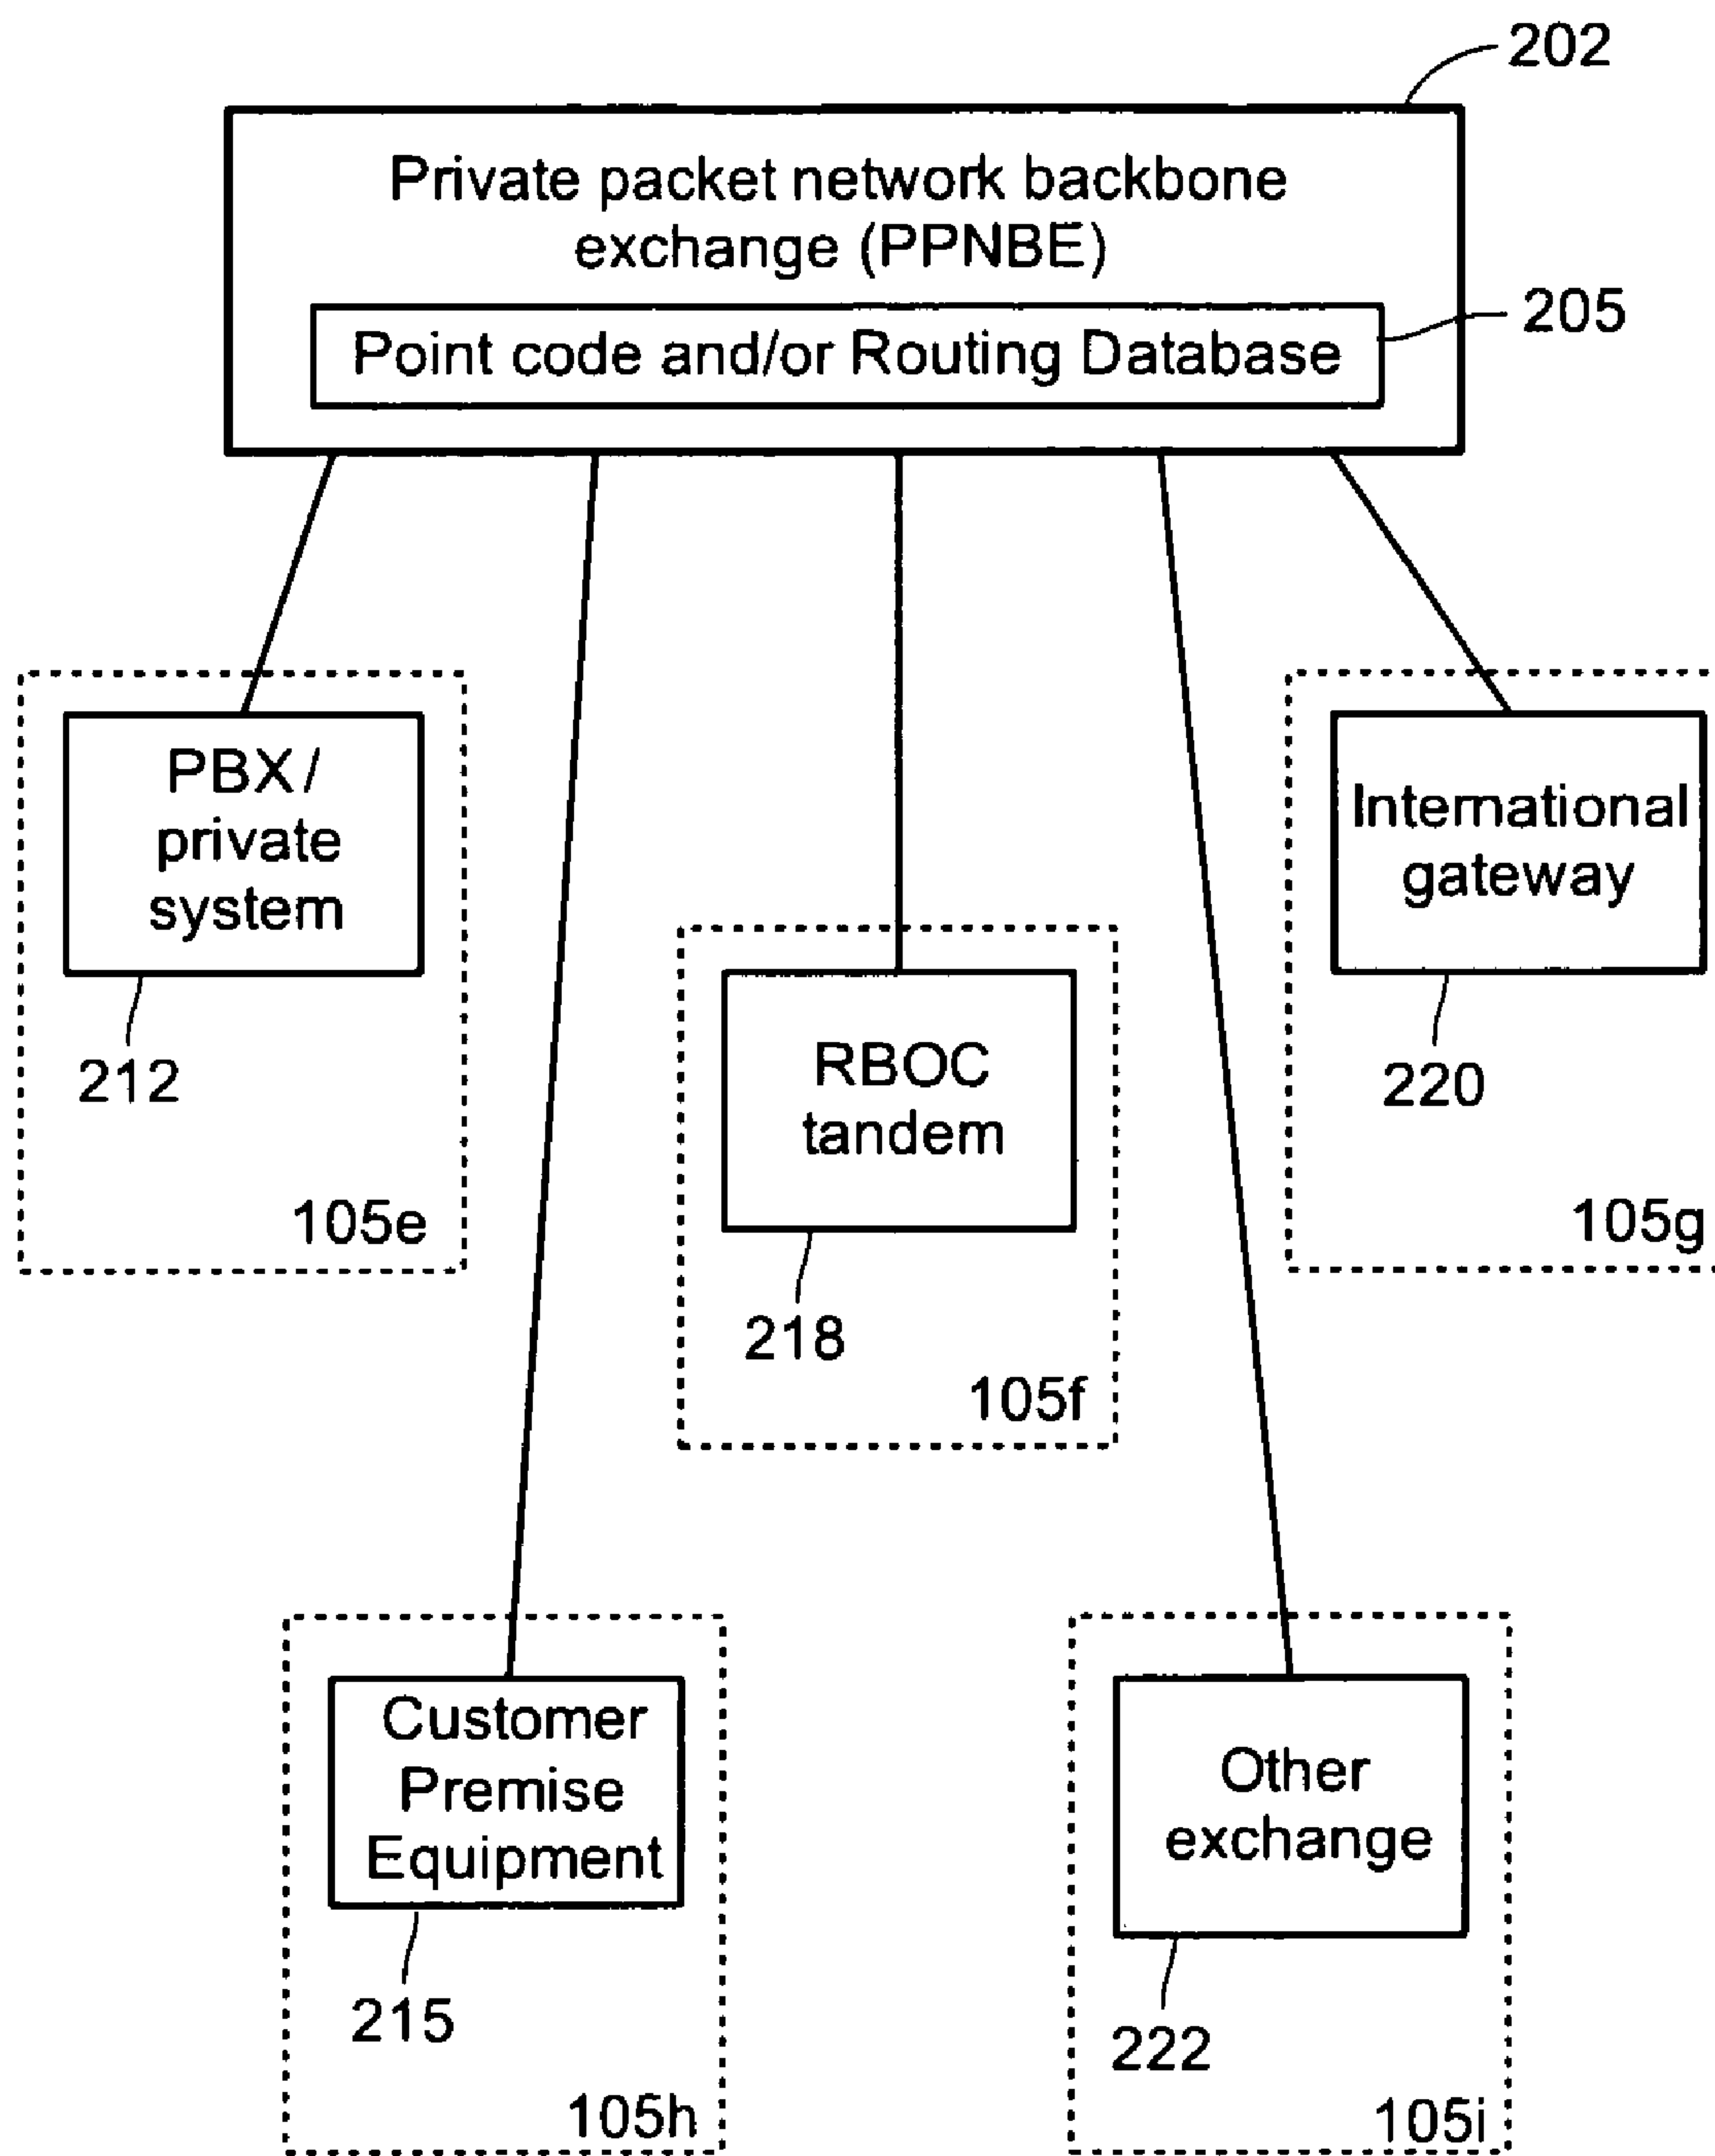 202
Private packet network backbone
exchange (PPNBE)
205
Point code and/or Routing Database
PBX /
private
system
212
105e
International
gateway
220
105g
RBOC
tandem
218
105f
Customer
Premise
Equipment
215
105h
Other
exchange
222
105i